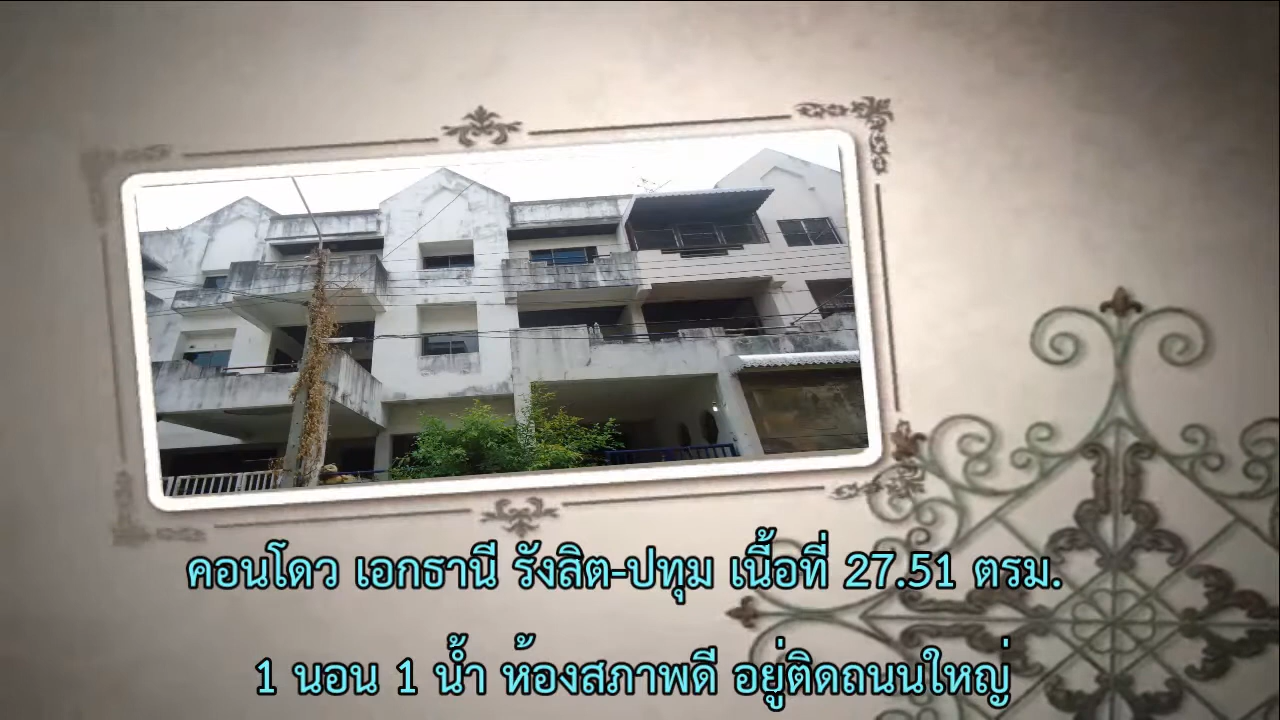 คอนโดว เอกธานี รังสิต-ปทุม เนื้อที่ 27.51 ตรม.
1 นอน 1 น้ำ ห้องสภาพดี อยู่ติดถนนใหญ่